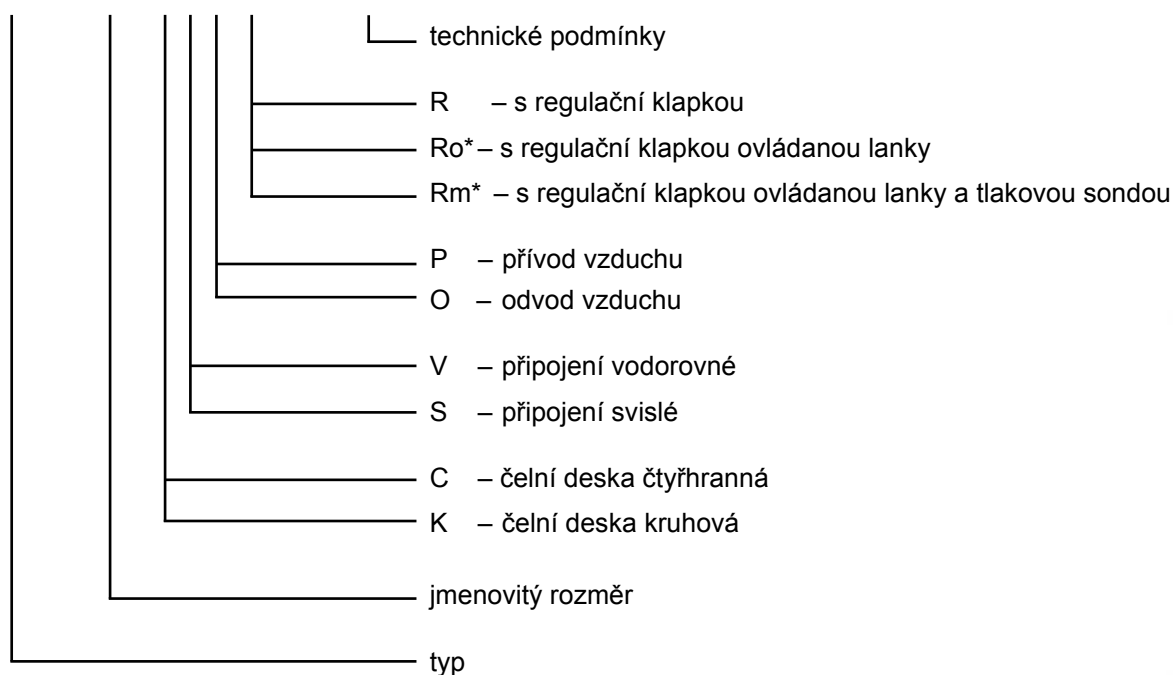 technické podmínky
R – s regulační klapkou
Ro* – s regulační klapkou ovládanou lanky
Rm* – s regulační klapkou ovládanou lanky a tlakovou sondou
P – přívod vzduchu
O – odvod vzduchu
V – připojení vodorovné
S – připojení svislé
C – čelní deska čtyřhranná
K – čelní deska kruhová
jmenovitý rozměr
typ